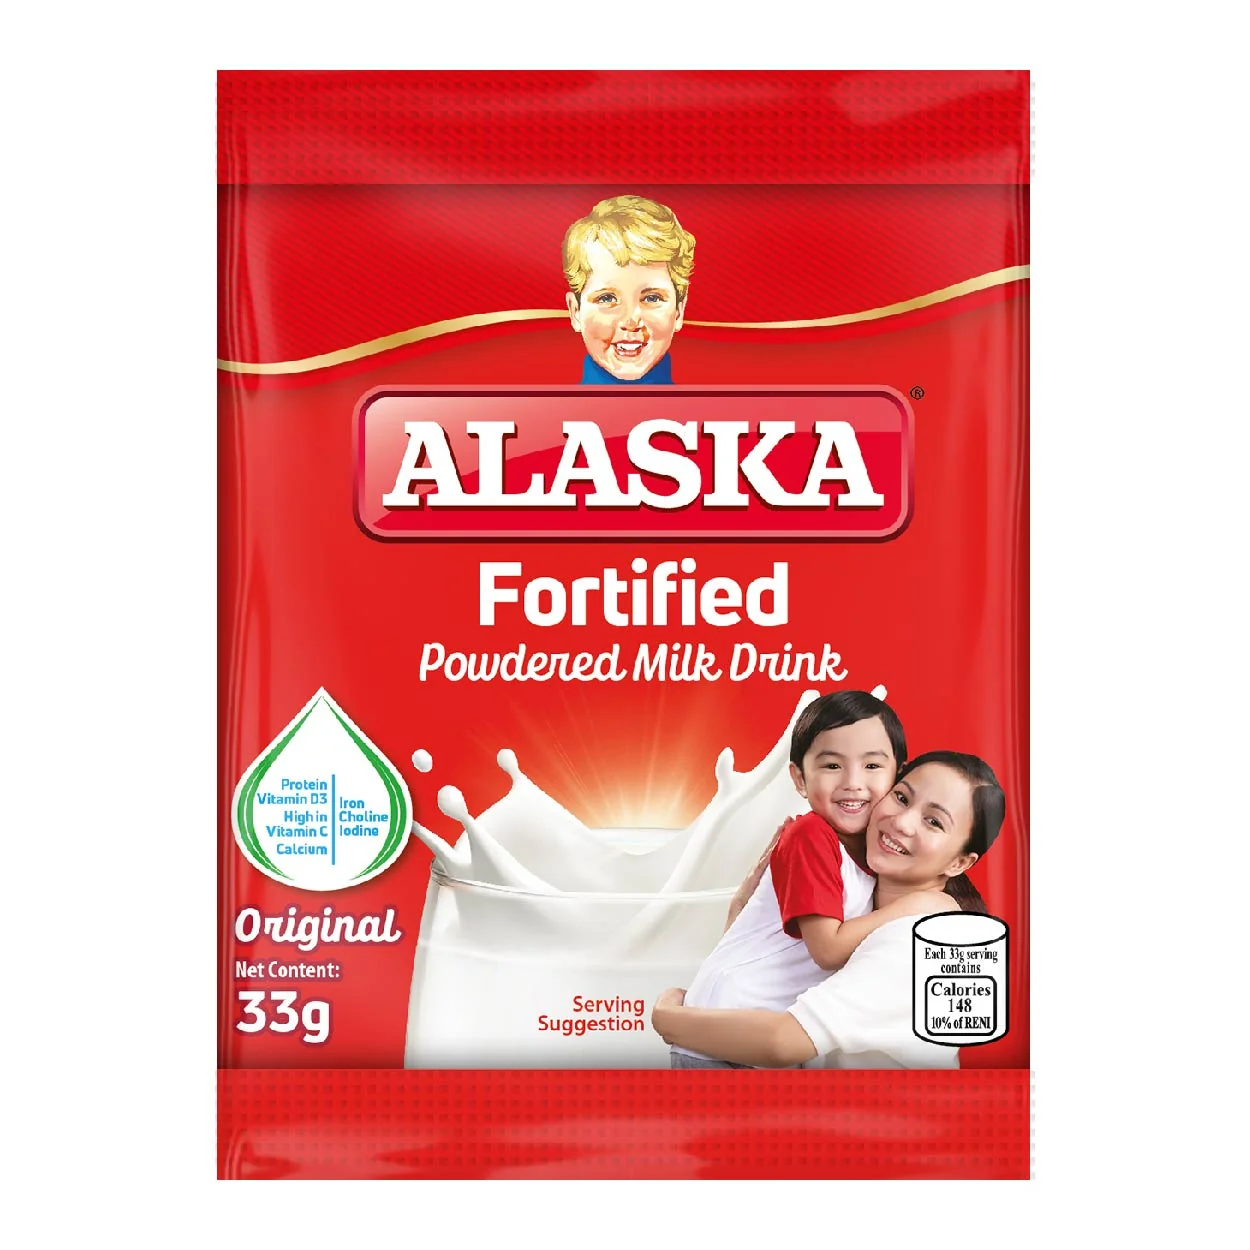 ALASKA
®
Fortified
Powdered Milk Drink
Protein
Vitamin D3
High in
Vitamin C
Calcium
Iron
Choline
Iodine
Original
Net Content:
33g
Serving
Suggestion
Each 33g serving
contains
Calories
148
10% of RENI